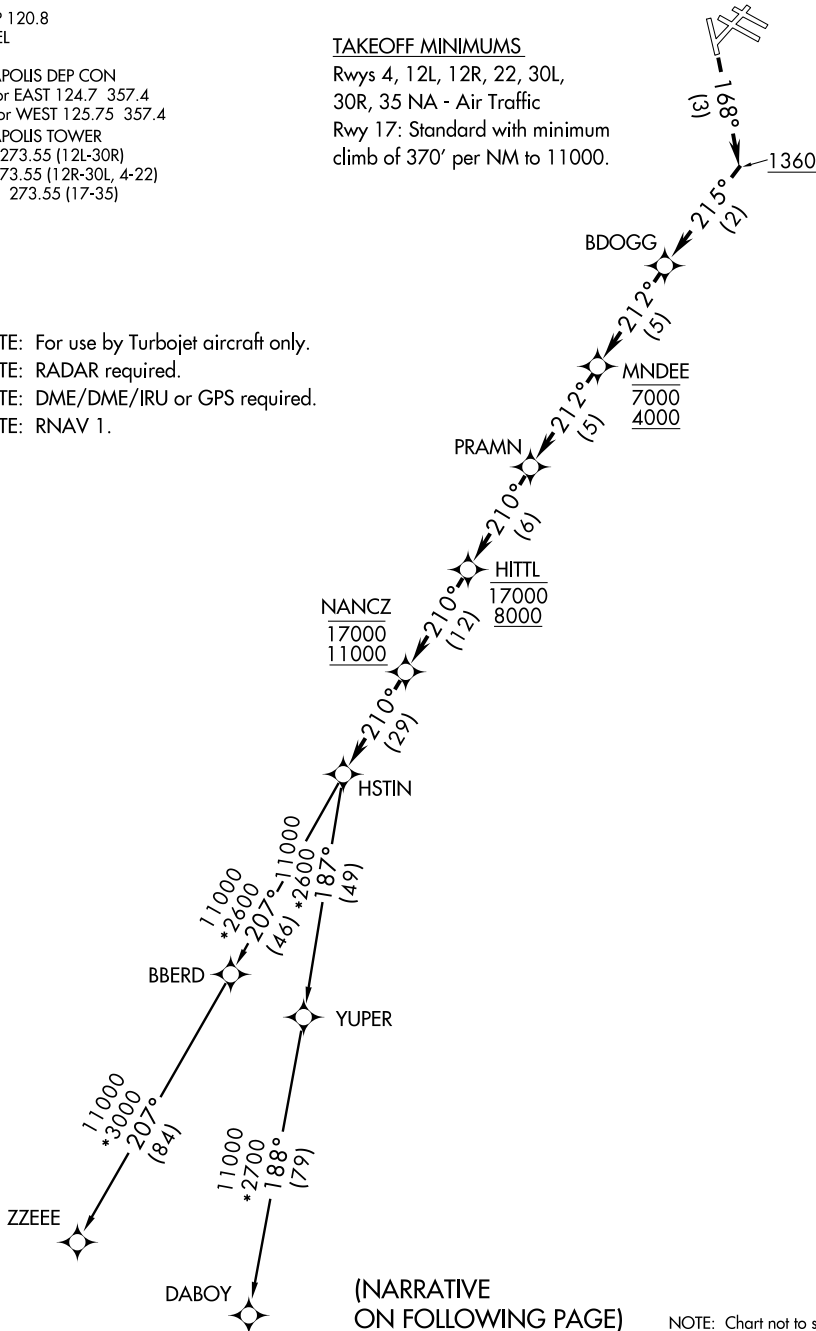 120.8
APOLIS DEP CON
or EAST 124.7 357.4
or WEST 125.75 357.4
APOLIS TOWER
273.55 (12L-30R)
73.55 (12R-30L, 4-22)
273.55 (17-35)
TAKEOFF MINIMUMS
Rwys 4, 12L, 12R, 22, 30L,
30R, 35 NA - Air Traffic
Rwy 17: Standard with minimum
climb of 370' per NM to 11000.
168°
(3)
1360
215°
(2)
BDOGG
212°
(5)
TE: For use by Turbojet aircraft only.
TE: RADAR required.
TE: DME/DME/IRU or GPS required.
TE: RNAV 1.
MNDEE
7000
4000
212°
(5)
PRAMN
210°
(6)
HITTL
17000
8000
NANCZ
17000
11000
210°
(12)
210°
(29)
HSTIN
11000
*2600
207°
(46)
11000
*2600
187°
(49)
BBERD
YUPER
11000
*3000
207°
(84)
11000
*2700
188°
(79)
ZZEEE
DABOY
(NARRATIVE
ON FOLLOWING PAGE)
NOTE: Chart not to s